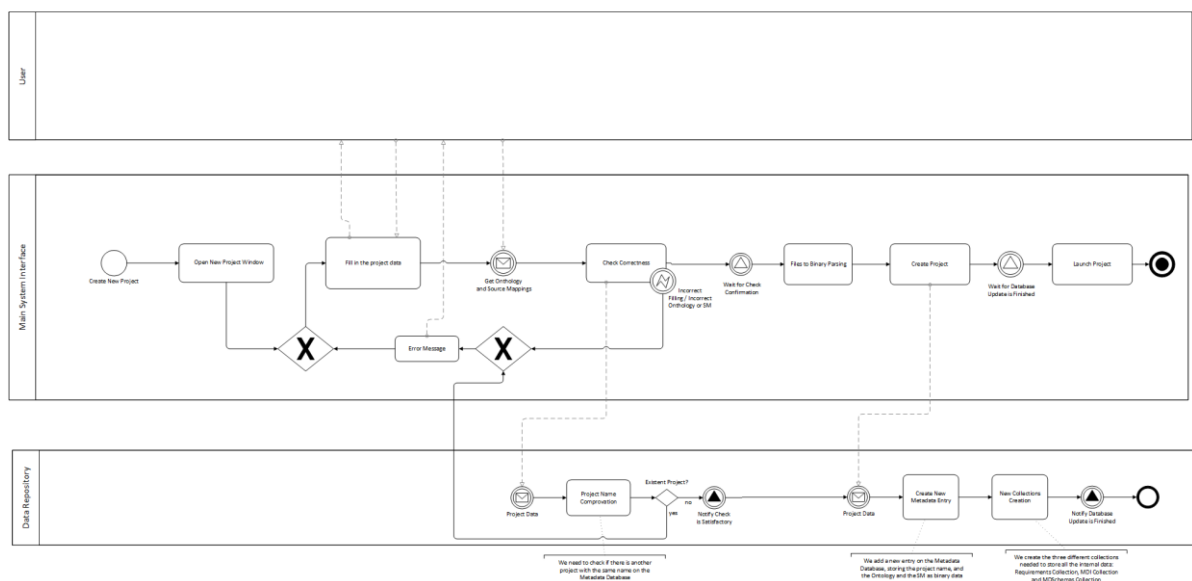 User
Main System Interface
Create New Project
Open New Project Window
Fill in the project data
Get Onthology
and Source Mappings
Check Correctness
Incorrect
Filling / Incorrect
Onthology or SM
Wait for Check
Confirmation
Files to Binary Parsing
Create Project
Wait for Database
Update is Finished
Launch Project
X
Error Message
X
Data Repository
Project Data
Project Name
Comprovation
Existent Project?
no
yes
Notify Check
is Satisfactory
Project Data
Create New
Metadata Entry
New Collections
Creation
Notify Database
Update is Finished
We need to check if there is another
project with the same name on the
Metadata Database
We add a new entry on the Metadata
Database, storing the project name, and
the Ontology and the SM as binary data
We create the three different collections
needed to store all the internal data:
Requirements Collection, MDI Collection
and MDSchemas Collection